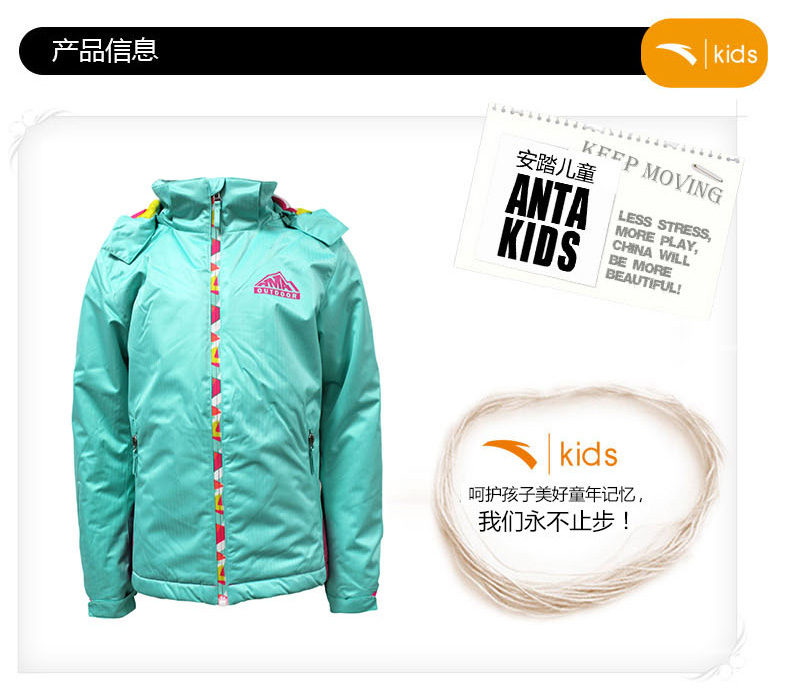 产品信息
kids
安踏儿童
ANTA
KIDS
KEEP MOVING
LESS STRESS,
MORE PLAY,
CHINA WILL
BE MORE
BEAUTIFUL!
OUTDOOR
kids
呵护孩子美好童年记忆，
我们永不止步！